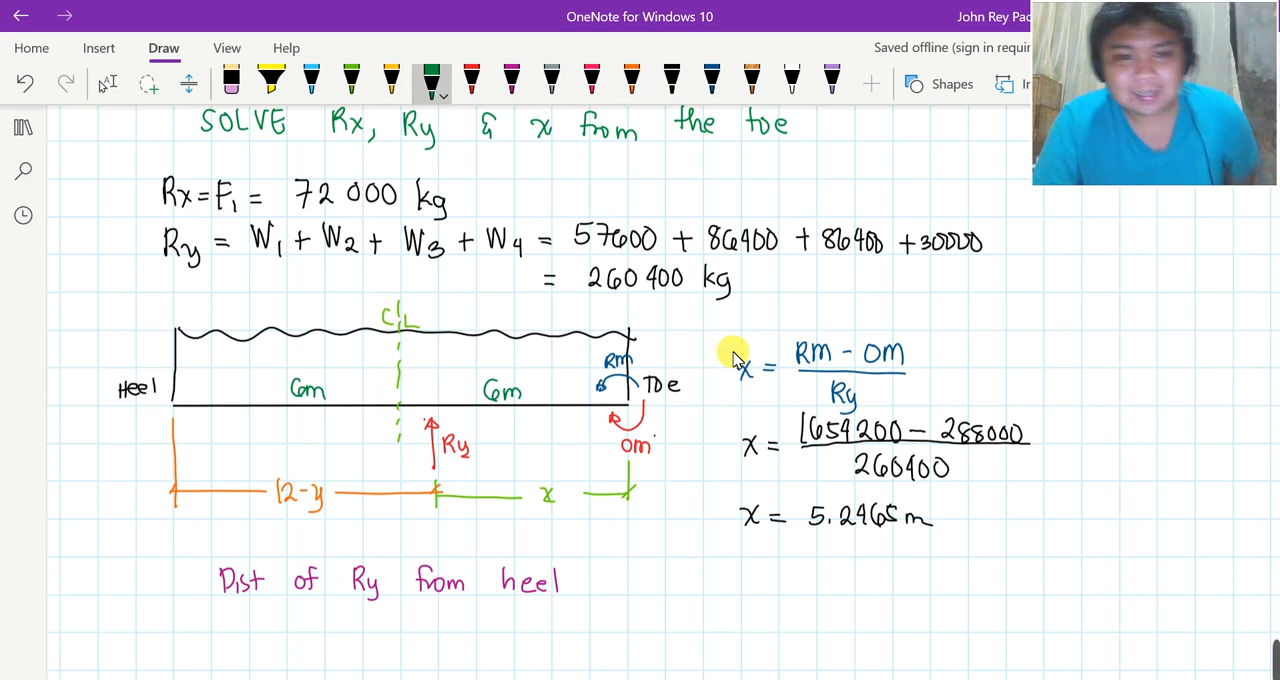 OneNote for Windows 10
John Rey Pac
Home Insert Draw View Help
Saved offline (sign in requir
Shapes
In
SOLVE Rx, Ry & x from the toe
Rx = F1 = 72 000 kg
Ry = W1 + W2 + W3 + W4 = 57600 + 86400 + 86400 + 30000
= 260 400 kg
C L
Heel
6m
6m
RM
TOE
Ry
OM
12-y
x
x = RM - OM
Ry
x = 1654200 - 288000
260400
x = 5.2465 m
Dist of Ry from heel